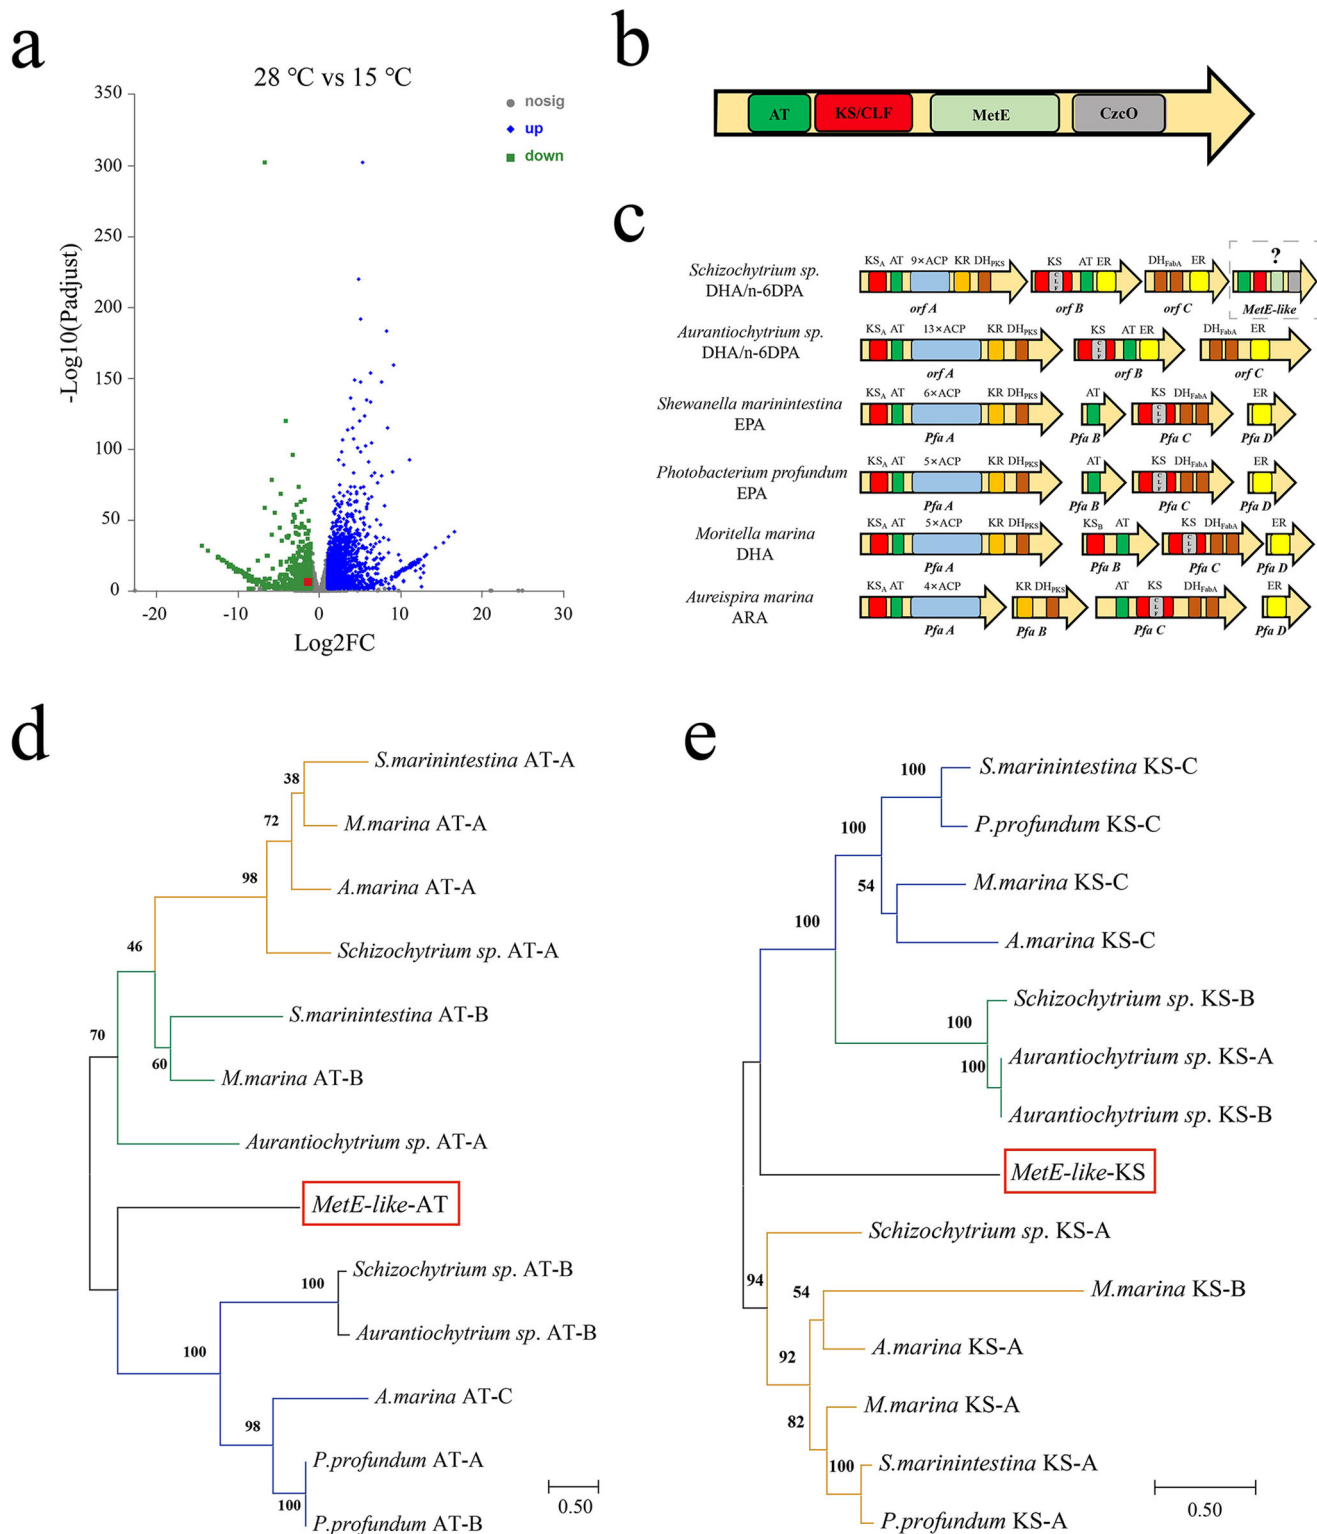 a
28 °C vs 15 °C
nosig
up
down
350
300
250
200
150
100
50
0
-Log10(Padjust)
-20
-10
0
10
20
30
Log2FC
b
AT
KS/CLF
MetE
CzcO
c
Schizochytrium sp.
DHA/n-6DPA
KSA AT 9×ACP KR DHPKS
orf A
KS AT ER
CLF
orf B
DHFabA ER
orf C
?
MetE-like
Aurantiochytrium sp.
DHA/n-6DPA
KSA AT 13×ACP KR DHPKS
orf A
KS AT ER
CLF
orf B
DHFabA ER
orf C
Shewanella marinintestina
EPA
KSA AT 6×ACP KR DHPKS
Pfa A
AT
Pfa B
KS DHFabA
CLF
Pfa C
ER
Pfa D
Photobacterium profundum
EPA
KSA AT 5×ACP KR DHPKS
Pfa A
AT
Pfa B
KS DHFabA
CLF
Pfa C
ER
Pfa D
Moritella marina
DHA
KSA AT 5×ACP KR DHPKS
Pfa A
KSB AT
Pfa B
KS DHFabA
CLF
Pfa C
ER
Pfa D
Aureispira marina
ARA
KSA AT 4×ACP
Pfa A
KR DHPKS
Pfa B
AT KS DHFabA
CLF
Pfa C
ER
Pfa D
d
S.marinintestina AT-A
38
M.marina AT-A
72
A.marina AT-A
98
Schizochytrium sp. AT-A
46
S.marinintestina AT-B
70
60
M.marina AT-B
Aurantiochytrium sp. AT-A
MetE-like-AT
Schizochytrium sp. AT-B
100
Aurantiochytrium sp. AT-B
100
A.marina AT-C
98
P.profundum AT-A
100
P.profundum AT-B
0.50
e
100
S.marinintestina KS-C
P.profundum KS-C
100
54
M.marina KS-C
100
A.marina KS-C
Schizochytrium sp. KS-B
100
Aurantiochytrium sp. KS-A
100
Aurantiochytrium sp. KS-B
MetE-like-KS
Schizochytrium sp. KS-A
94
54
M.marina KS-B
92
A.marina KS-A
M.marina KS-A
82
100
S.marinintestina KS-A
P.profundum KS-A
0.50